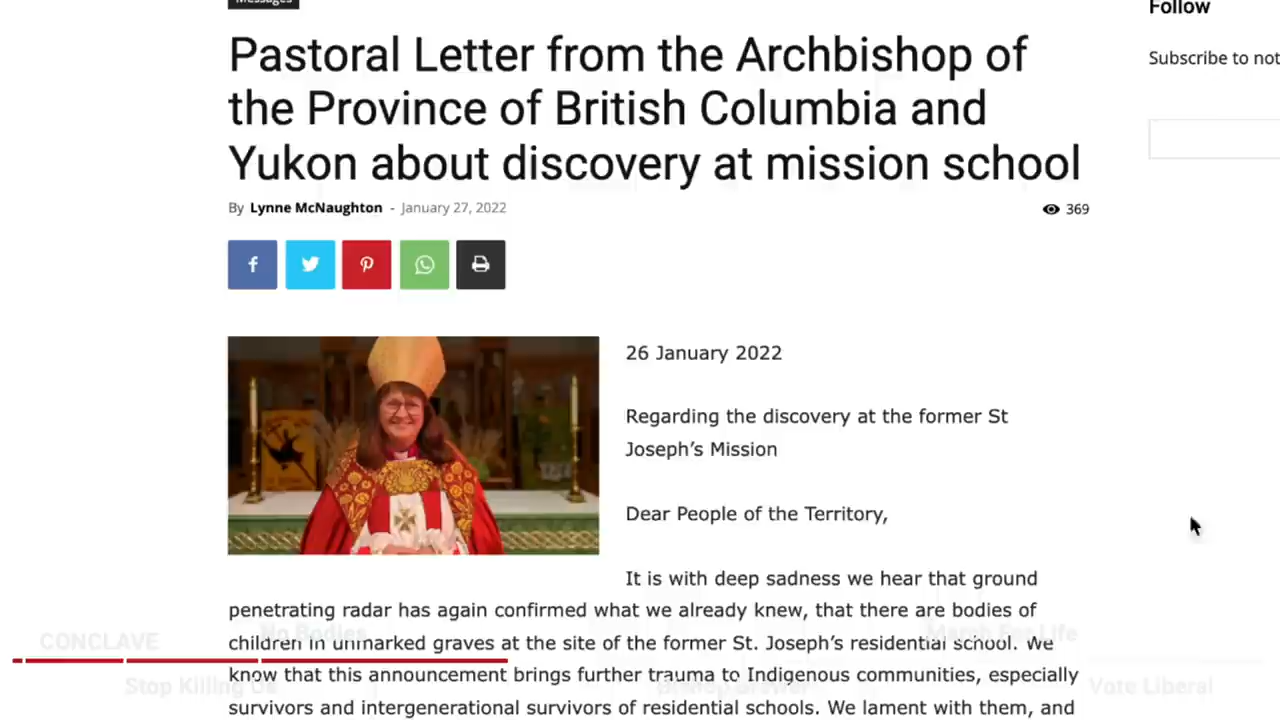 Messages
Follow
Pastoral Letter from the Archbishop of
the Province of British Columbia and
Yukon about discovery at mission school
Subscribe to not
By Lynne McNaughton - January 27, 2022
369
26 January 2022
Regarding the discovery at the former St
Joseph’s Mission
Dear People of the Territory,
It is with deep sadness we hear that ground
penetrating radar has again confirmed what we already knew, that there are bodies of
children in unmarked graves at the site of the former St. Joseph’s residential school. We
know that this announcement brings further trauma to Indigenous communities, especially
survivors and intergenerational survivors of residential schools. We lament with them, and
CONCLAVE
No Bodies
March For Life
Stop Killing Us
Vote Liberal